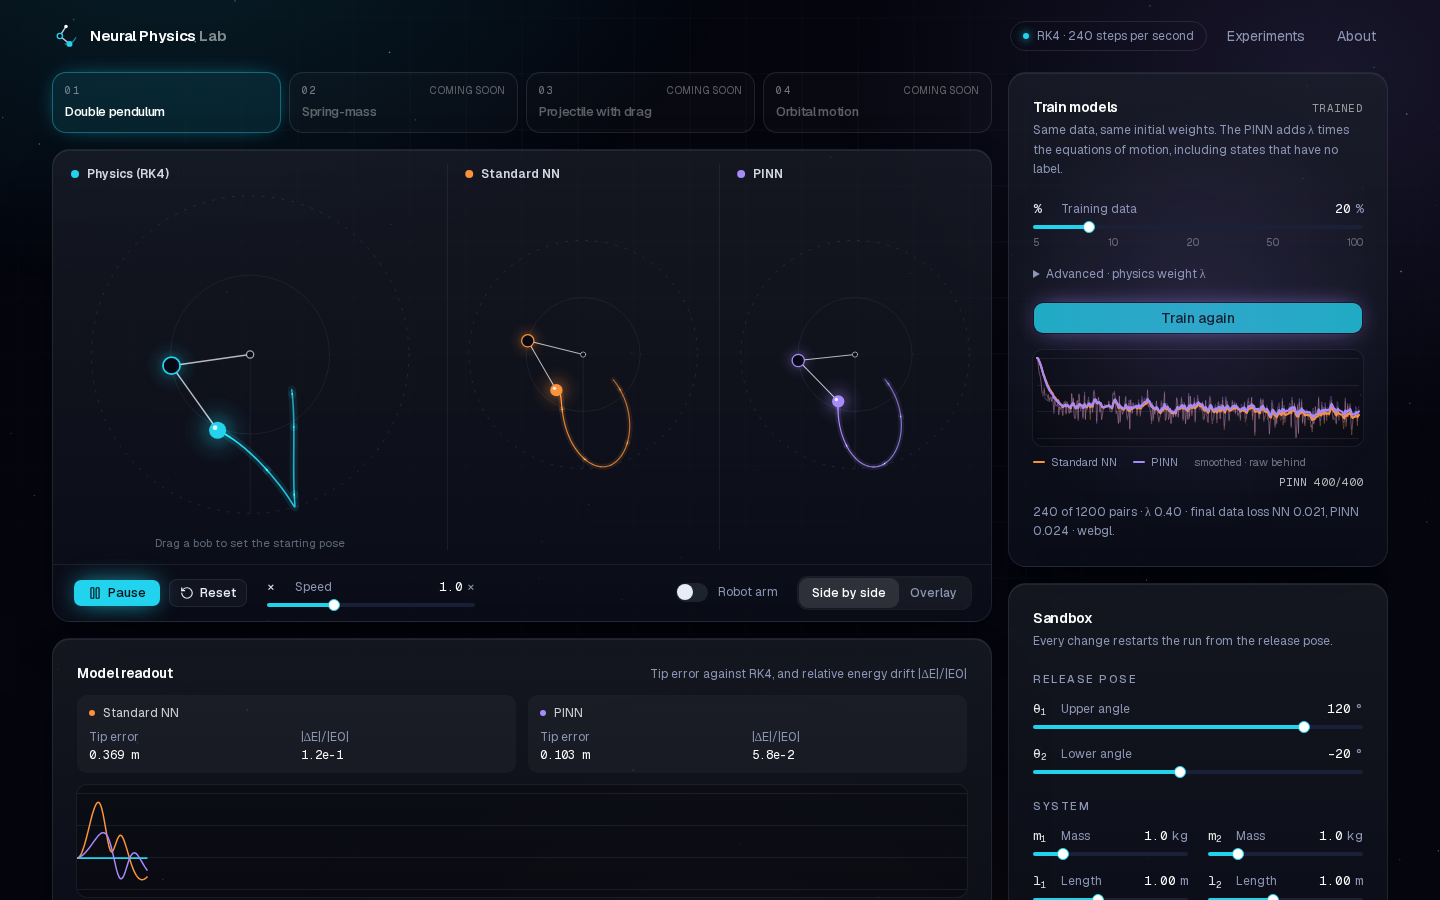 Neural Physics Lab
RK4 · 240 steps per second
Experiments
About
01
Double pendulum
02
COMING SOON
Spring-mass
03
COMING SOON
Projectile with drag
04
COMING SOON
Orbital motion
Physics (RK4)
Standard NN
PINN
Drag a bob to set the starting pose
Pause
Reset
× Speed 1.0 ×
Robot arm
Side by side
Overlay
Model readout
Tip error against RK4, and relative energy drift |ΔE|/|E0|
Standard NN
Tip error |ΔE|/|E0|
0.369 m 1.2e-1
PINN
Tip error |ΔE|/|E0|
0.103 m 5.8e-2
Train models
TRAINED
Same data, same initial weights. The PINN adds λ times
the equations of motion, including states that have no
label.
% Training data 20 %
5 10 20 50 100
▶ Advanced · physics weight λ
Train again
Standard NN PINN smoothed · raw behind
PINN 400/400
240 of 1200 pairs · λ 0.40 · final data loss NN 0.021, PINN
0.024 · webgl.
Sandbox
Every change restarts the run from the release pose.
RELEASE POSE
θ1 Upper angle 120 °
θ2 Lower angle -20 °
SYSTEM
m1 Mass 1.0 kg m2 Mass 1.0 kg
l1 Length 1.00 m l2 Length 1.00 m